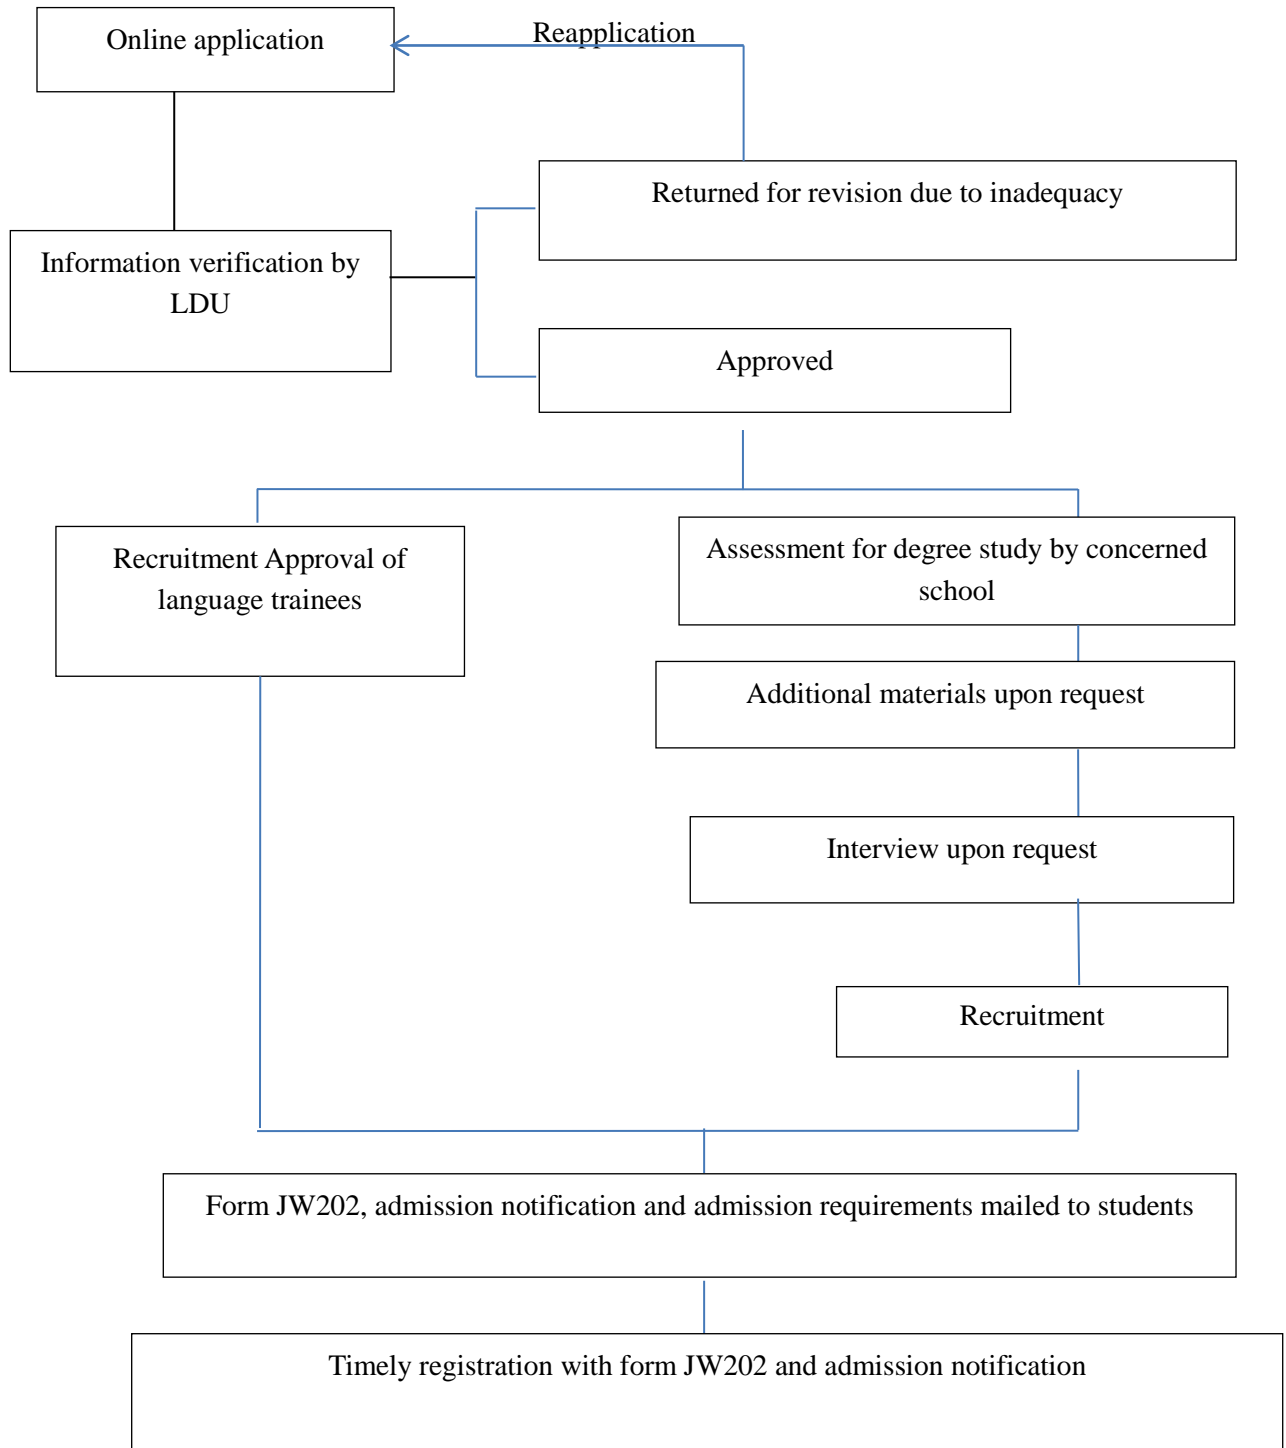 Online application
Reapplication
Returned for revision due to inadequacy
Information verification by
LDU
Approved
Recruitment Approval of
language trainees
Assessment for degree study by concerned
school
Additional materials upon request
Interview upon request
Recruitment
Form JW202, admission notification and admission requirements mailed to students
Timely registration with form JW202 and admission notification